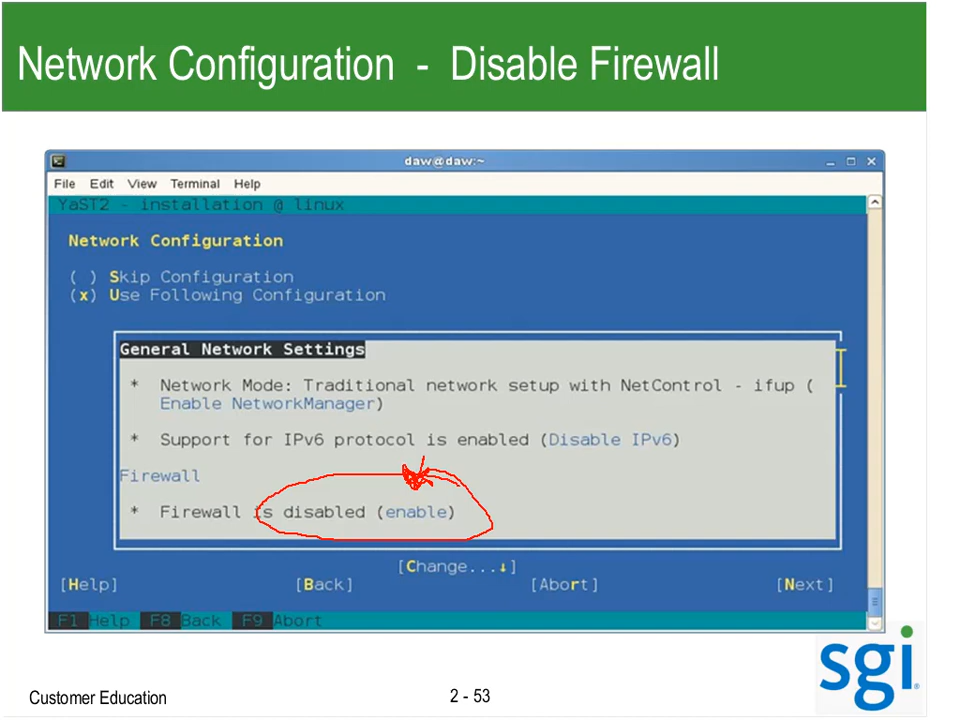 Network Configuration - Disable Firewall
daw@daw:~
File Edit View Terminal Help
YaST2 - installation @ linux
Network Configuration
( ) Skip Configuration
(x) Use Following Configuration
General Network Settings
* Network Mode: Traditional network setup with NetControl - ifup (
Enable NetworkManager)
* Support for IPv6 protocol is enabled (Disable IPv6)
Firewall
* Firewall is disabled (enable)
[Change...↓]
[Help] [Back] [Abort] [Next]
F1 Help F8 Back F9 Abort
sgi®
Customer Education 2 - 53